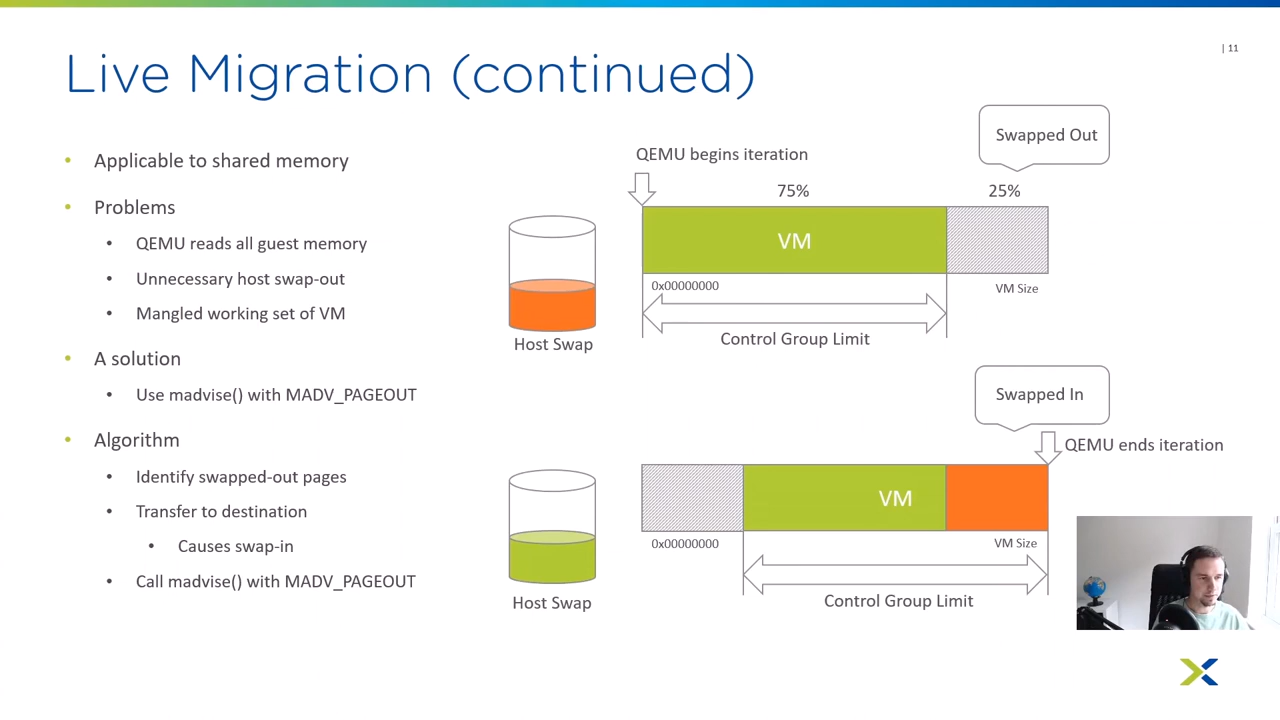 | 11
Live Migration (continued)
• Applicable to shared memory
• Problems
• QEMU reads all guest memory
• Unnecessary host swap-out
• Mangled working set of VM
• A solution
• Use madvise() with MADV_PAGEOUT
• Algorithm
• Identify swapped-out pages
• Transfer to destination
• Causes swap-in
• Call madvise() with MADV_PAGEOUT
Swapped Out
QEMU begins iteration
75%
25%
VM
0x00000000
VM Size
Control Group Limit
Host Swap
Swapped In
QEMU ends iteration
VM
0x00000000
VM Size
Control Group Limit
Host Swap